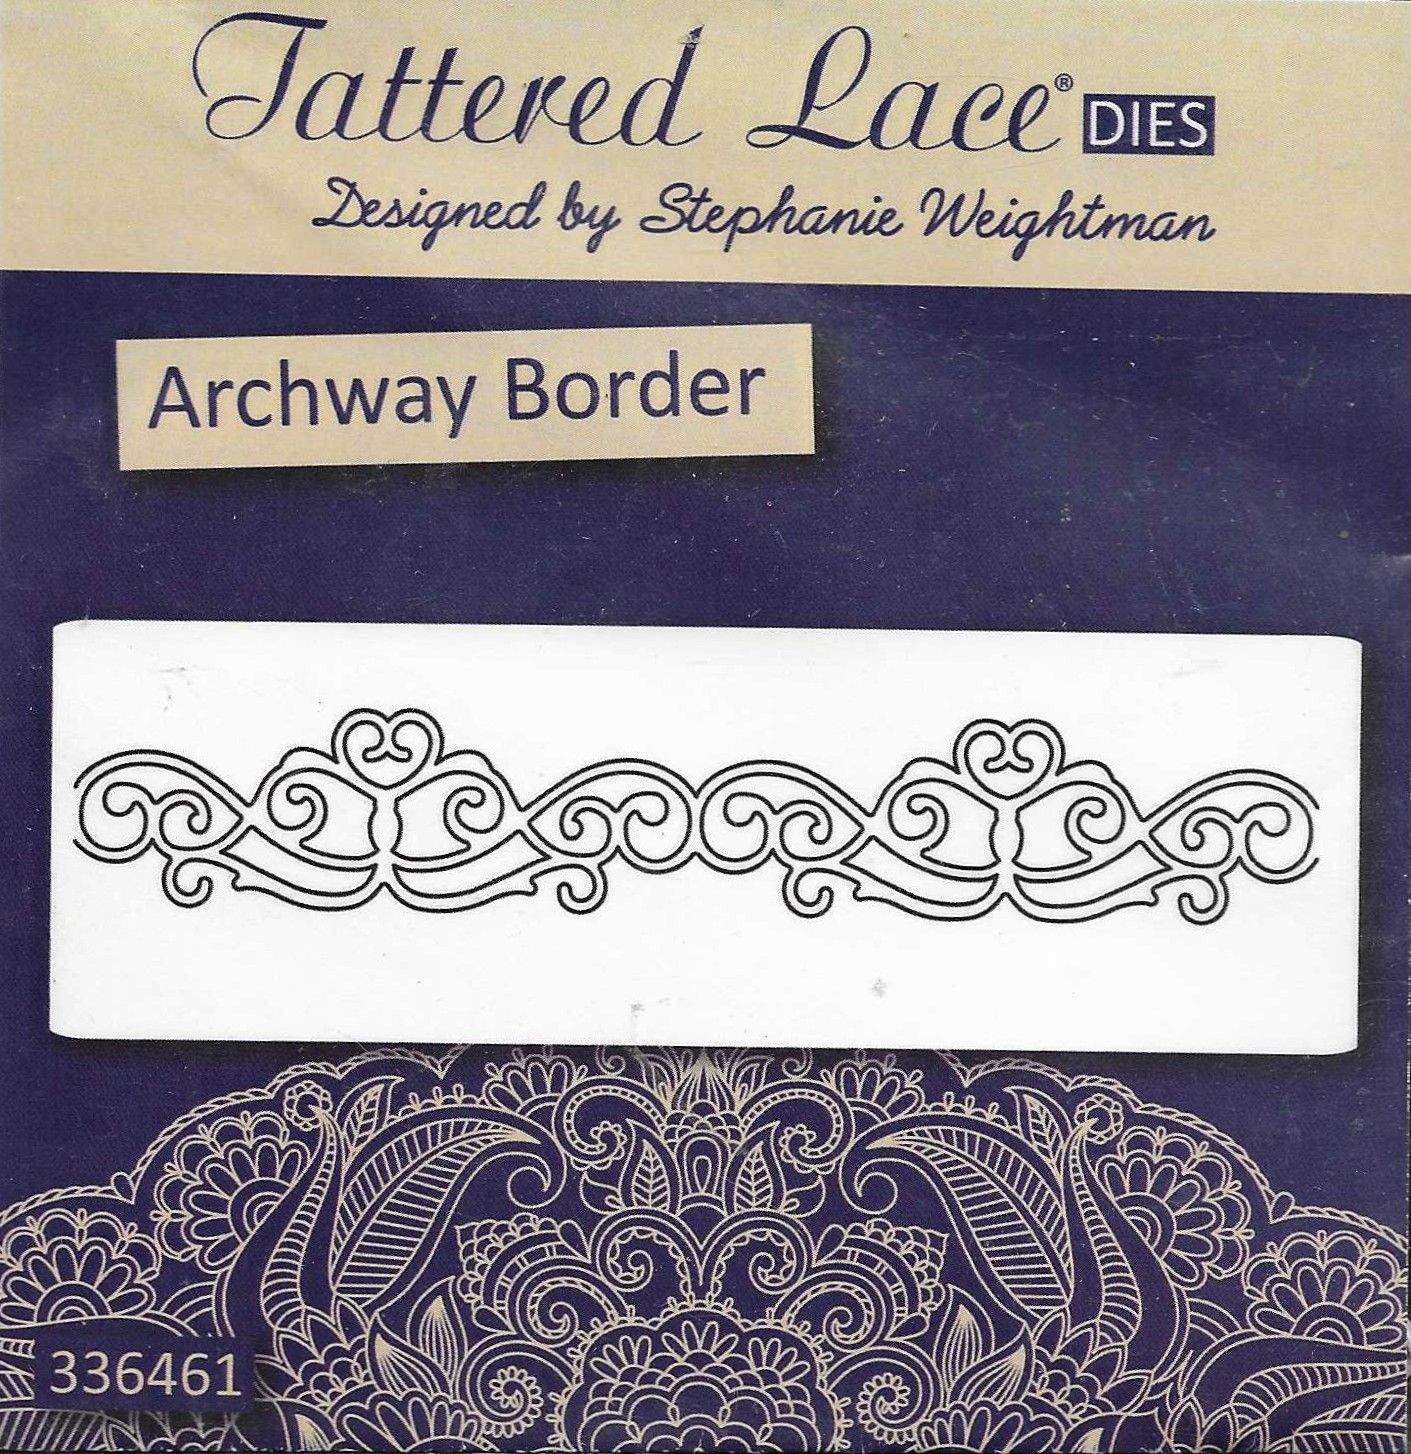 Tattered Lace® DIES
Designed by Stephanie Weightman
Archway Border
336461